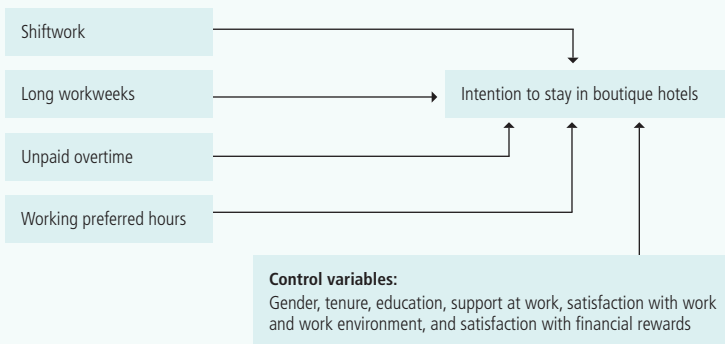 Shiftwork
Long workweeks
Intention to stay in boutique hotels
Unpaid overtime
Working preferred hours
Control variables:
Gender, tenure, education, support at work, satisfaction with work
and work environment, and satisfaction with financial rewards